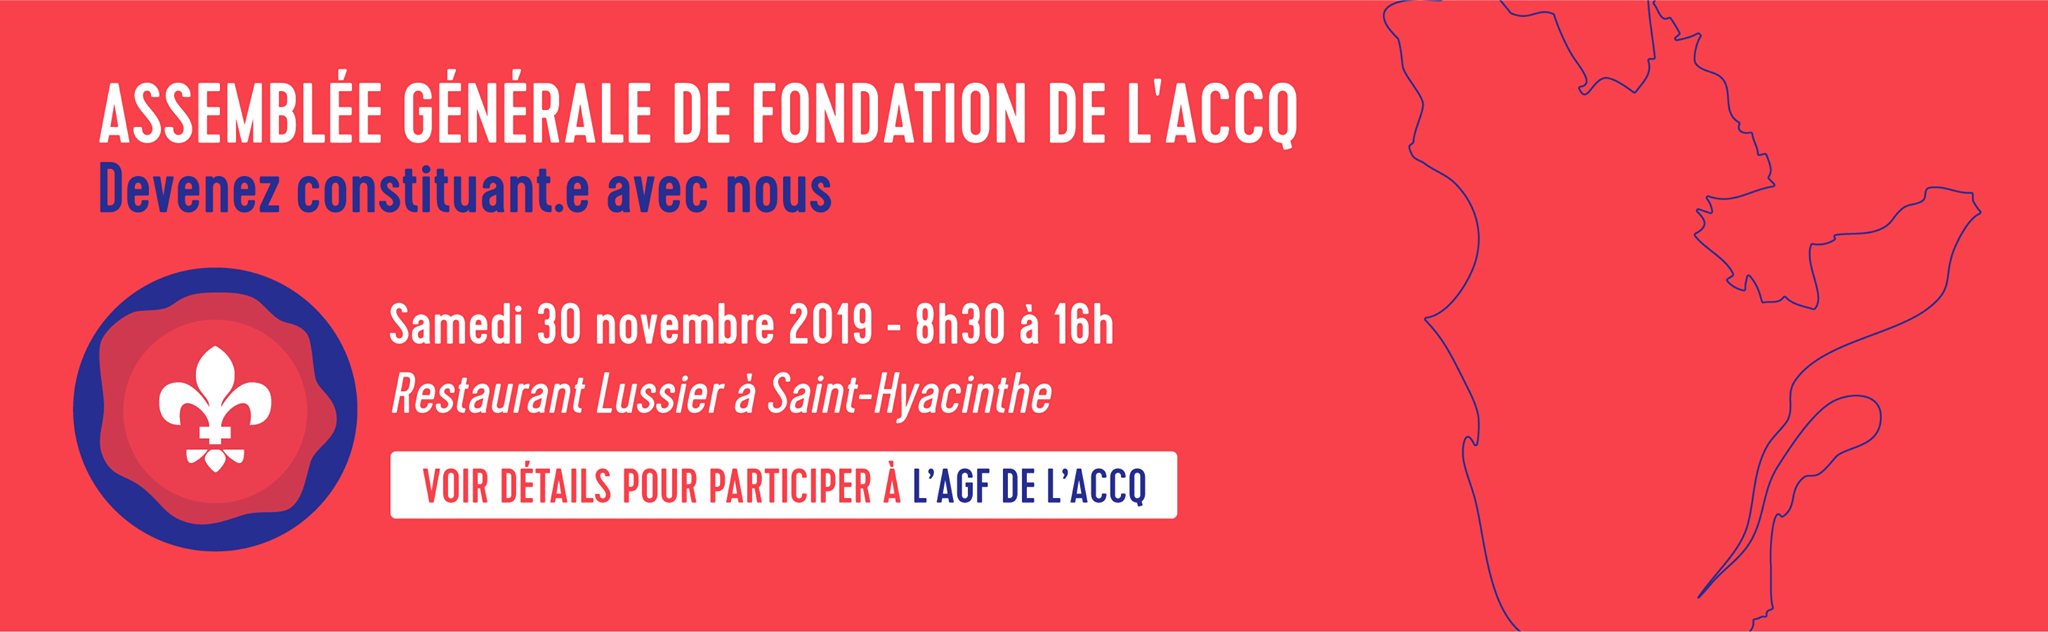 ASSEMBLÉE GÉNÉRALE DE FONDATION DE L'ACCQ
Devenez constituant.e avec nous
Samedi 30 novembre 2019 - 8h30 à 16h
Restaurant Lussier à Saint-Hyacinthe
VOIR DÉTAILS POUR PARTICIPER À L’AGF DE L’ACCQ